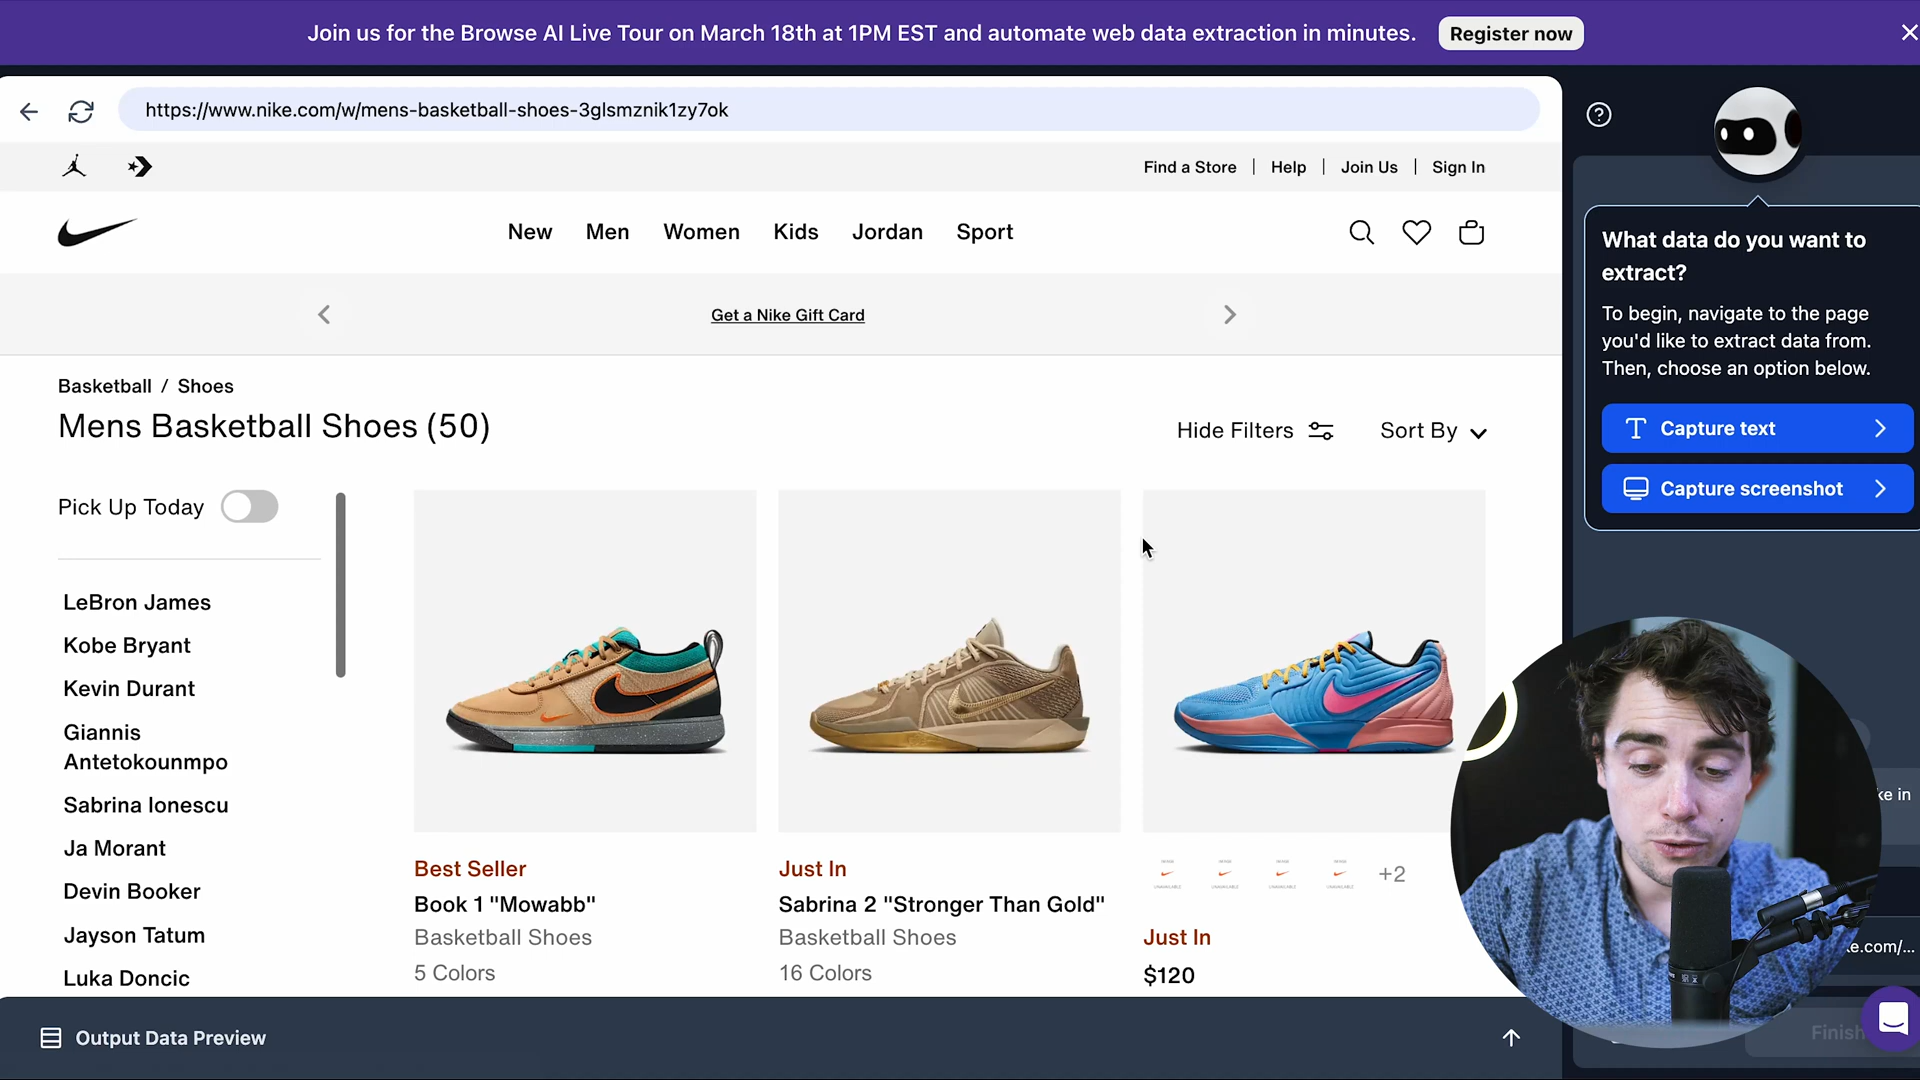 Join us for the Browse AI Live Tour on March 18th at 1PM EST and automate web data extraction in minutes.
Register now
https://www.nike.com/w/mens-basketball-shoes-3glsmznik1zy7ok
Find a Store | Help | Join Us | Sign In
New Men Women Kids Jordan Sport
Get a Nike Gift Card
Basketball / Shoes
Mens Basketball Shoes (50)
Hide Filters
Sort By
Pick Up Today
LeBron James
Kobe Bryant
Kevin Durant
Giannis
Antetokounmpo
Sabrina Ionescu
Ja Morant
Devin Booker
Jayson Tatum
Luka Doncic
Best Seller
Book 1 "Mowabb"
Basketball Shoes
5 Colors
Just In
Sabrina 2 "Stronger Than Gold"
Basketball Shoes
16 Colors
+2
Just In
$120
What data do you want to
extract?
To begin, navigate to the page
you'd like to extract data from.
Then, choose an option below.
Capture text
Capture screenshot
in
.com/...
Output Data Preview
Finish